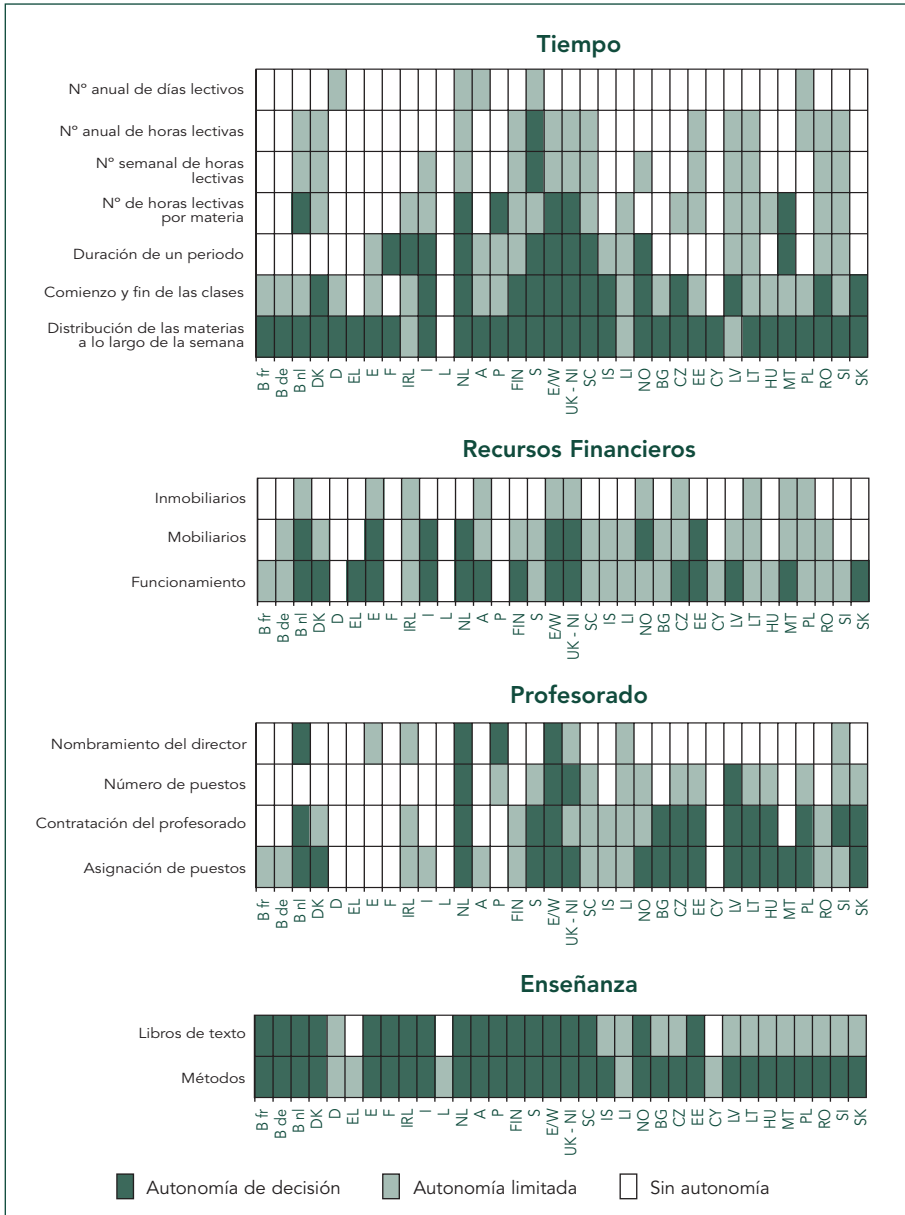 Tiempo
Nº anual de días lectivos
Nº anual de horas lectivas
Nº semanal de horas
lectivas
Nº de horas lectivas
por materia
Duración de un periodo
Comienzo y fin de las clases
Distribución de las materias
a lo largo de la semana
B fr B de B nl DK D EL E F IRL I L NL A P FIN S E/W UK - NI SC IS LI NO BG CZ EE CY LV LT HU MT PL RO SI SK
Recursos Financieros
Inmobiliarios
Mobiliarios
Funcionamiento
B fr B de B nl DK D EL E F IRL I L NL A P FIN S E/W UK - NI SC IS LI NO BG CZ EE CY LV LT HU MT PL RO SI SK
Profesorado
Nombramiento del director
Número de puestos
Contratación del profesorado
Asignación de puestos
B fr B de B nl DK D EL E F IRL I L NL A P FIN S E/W UK - NI SC IS LI NO BG CZ EE CY LV LT HU MT PL RO SI SK
Enseñanza
Libros de texto
Métodos
B fr B de B nl DK D EL E F IRL I L NL A P FIN S E/W UK - NI SC IS LI NO BG CZ EE CY LV LT HU MT PL RO SI SK
Autonomía de decisión Autonomía limitada Sin autonomía